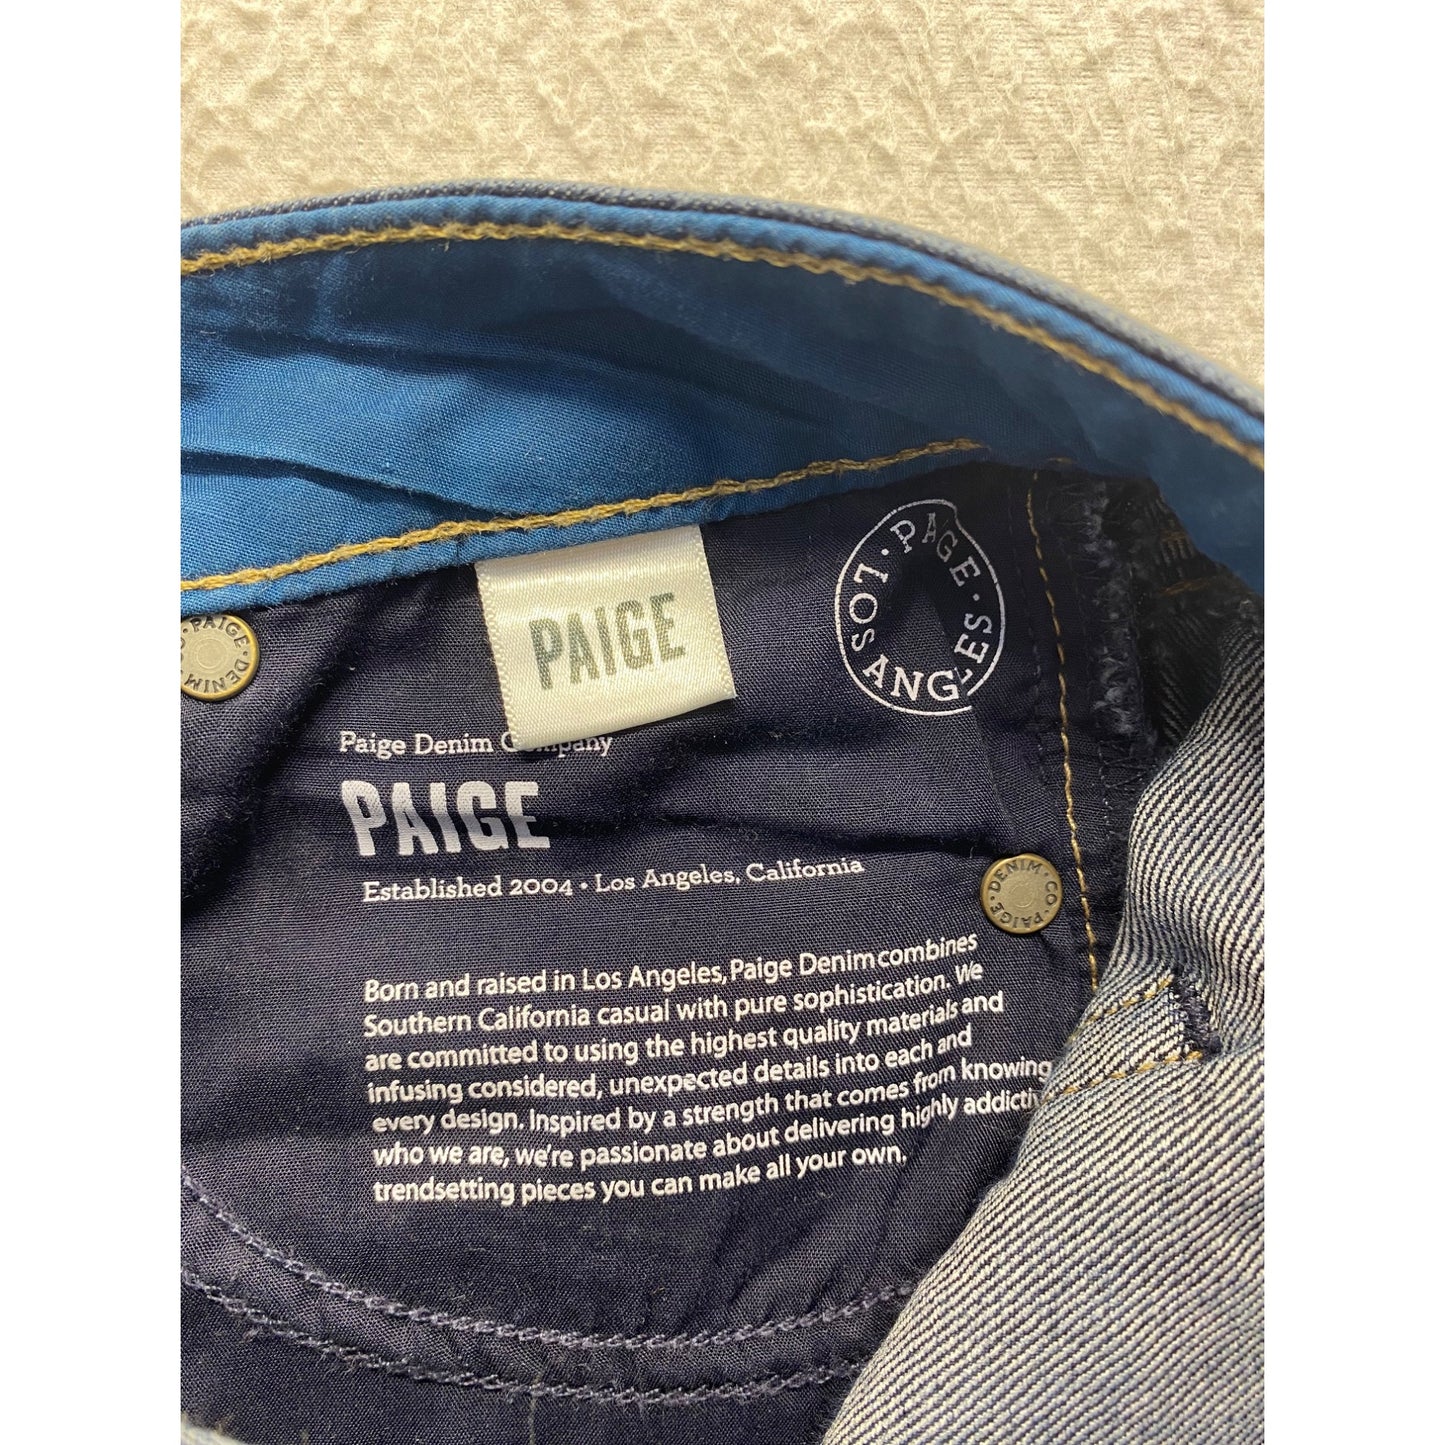 PAIGE
PAGE · LOS ANGELES
PAIGE · DENIM
Paige Denim Company
PAIGE
Established 2004 • Los Angeles, California
PAIGE · DENIM · CO
Born and raised in Los Angeles, Paige Denim combines
Southern California casual with pure sophistication. We
are committed to using the highest quality materials and
infusing considered, unexpected details into each and
every design. Inspired by a strength that comes from knowing
who we are, we're passionate about delivering highly addictiv
trendsetting pieces you can make all your own.